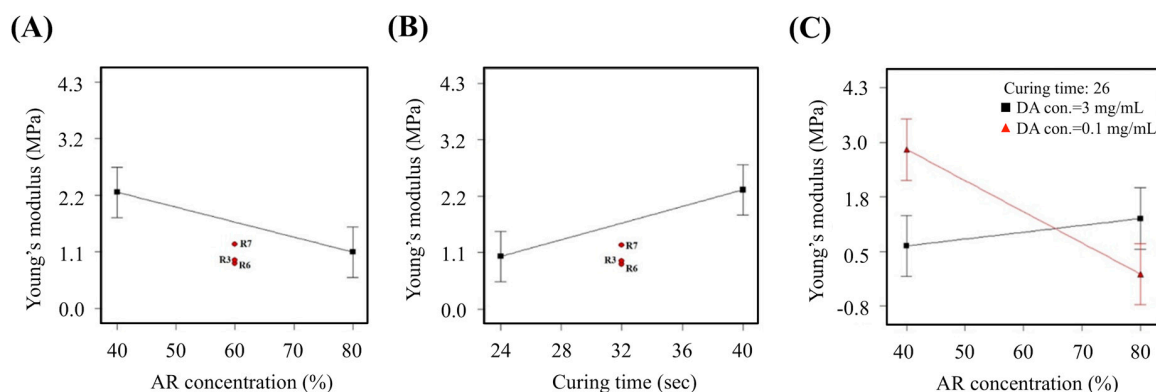 (A)
Young's modulus (MPa)
4.3
3.2
2.2
1.1
0.0
R7
R3
R6
40 50 60 70 80
AR concentration (%)
(B)
Young's modulus (MPa)
4.3
3.2
2.2
1.1
0.0
R7
R3
R6
24 28 32 36 40
Curing time (sec)
(C)
Young's modulus (MPa)
4.3
3.0
1.8
0.5
-0.8
Curing time: 26
DA con.=3 mg/mL
DA con.=0.1 mg/mL
40 50 60 70 80
AR concentration (%)